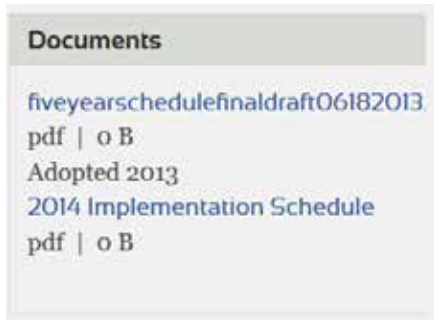 Documents
fiveyearschedulefinaldraft06182013
pdf | 0 B
Adopted 2013
2014 Implementation Schedule
pdf | 0 B